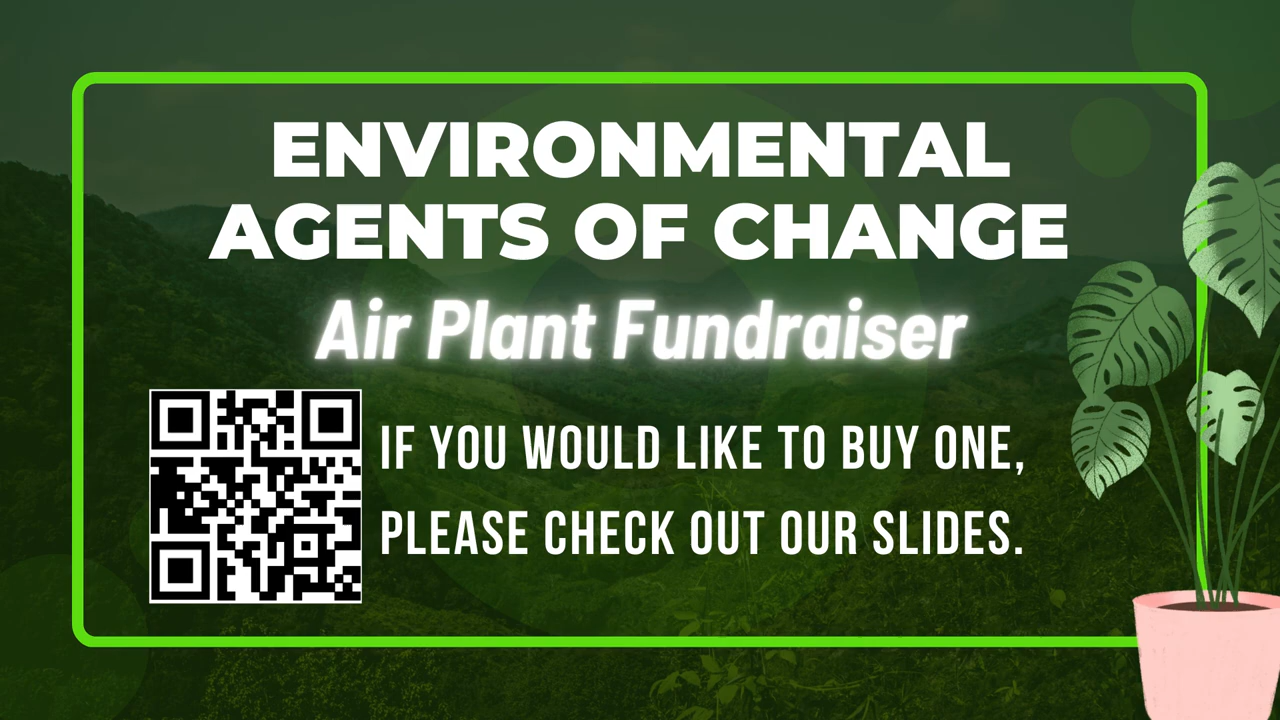 ENVIRONMENTAL
AGENTS OF CHANGE
Air Plant Fundraiser
IF YOU WOULD LIKE TO BUY ONE,
PLEASE CHECK OUT OUR SLIDES.